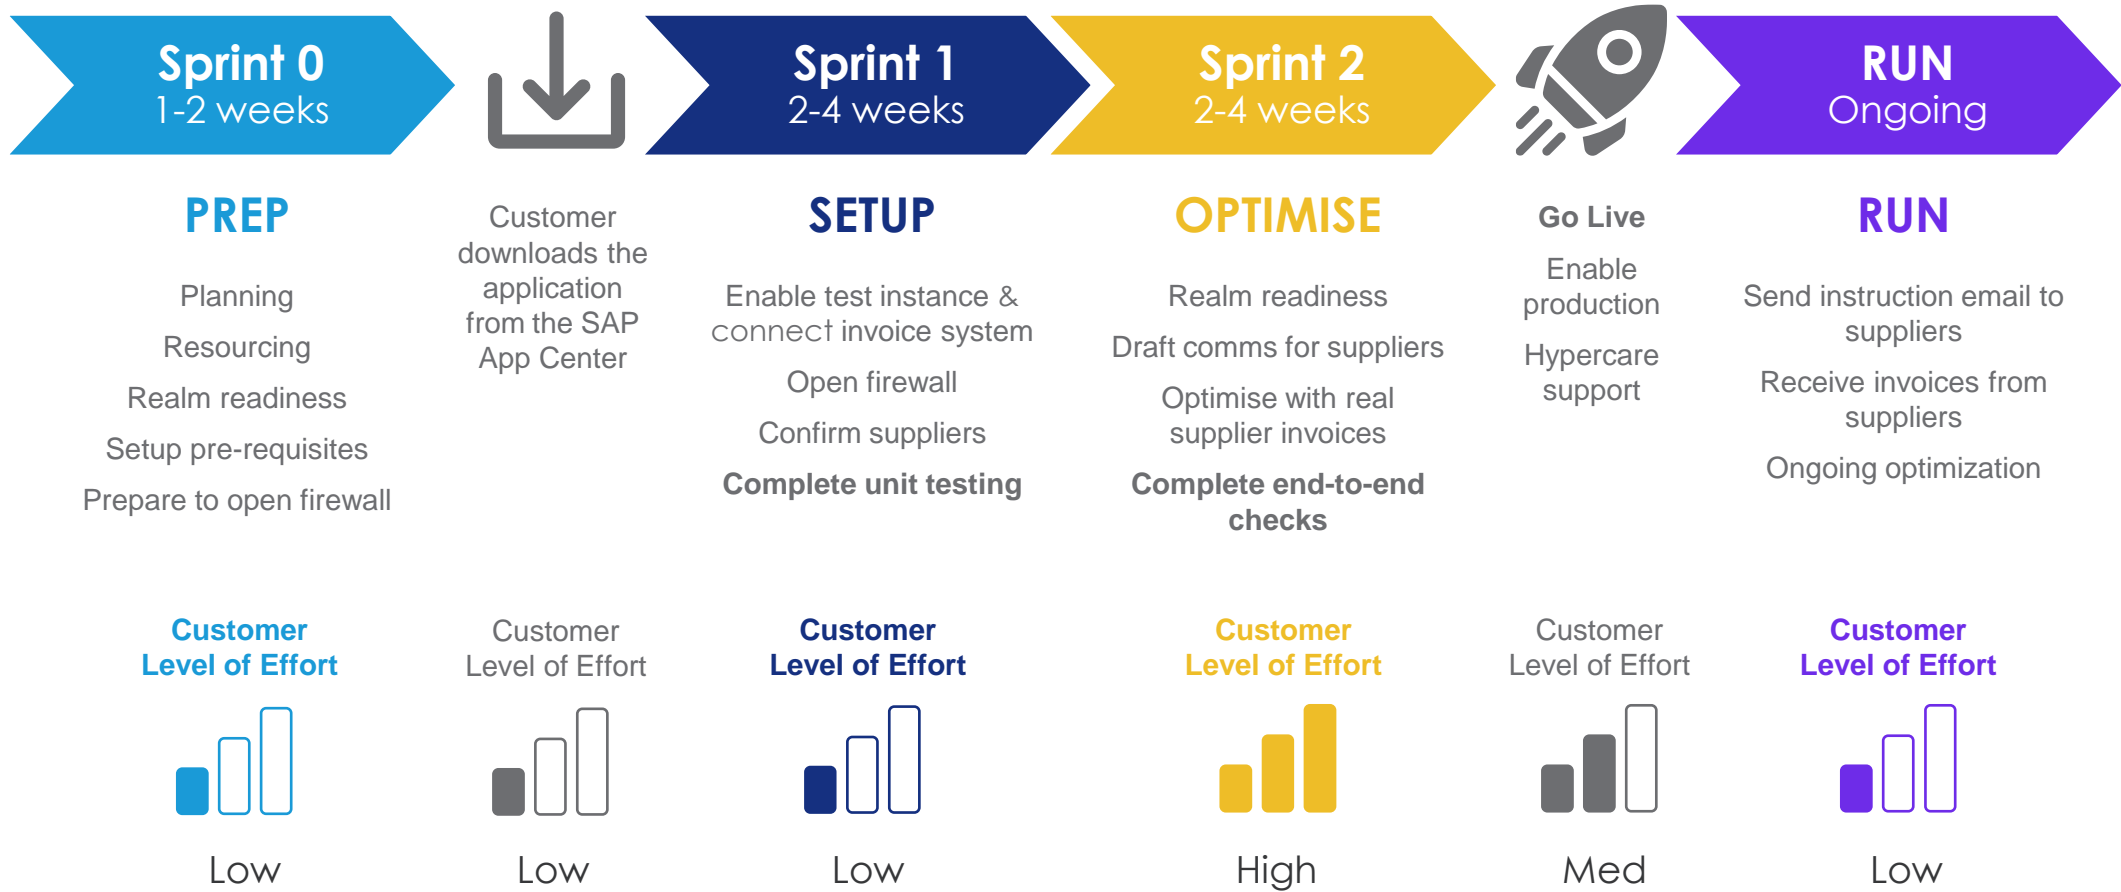 Sprint 0
1-2 weeks
PREP
Planning
Resourcing
Realm readiness
Setup pre-requisites
Prepare to open firewall
Customer
Level of Effort
Low
Customer
downloads the
application
from the SAP
App Center
Customer
Level of Effort
Low
Sprint 1
2-4 weeks
SETUP
Enable test instance &
connect invoice system
Open firewall
Confirm suppliers
Complete unit testing
Customer
Level of Effort
Low
Sprint 2
2-4 weeks
OPTIMISE
Realm readiness
Draft comms for suppliers
Optimise with real
supplier invoices
Complete end-to-end
checks
Customer
Level of Effort
High
Go Live
Enable
production
Hypercare
support
Customer
Level of Effort
Med
RUN
Ongoing
RUN
Send instruction email to
suppliers
Receive invoices from
suppliers
Ongoing optimization
Customer
Level of Effort
Low